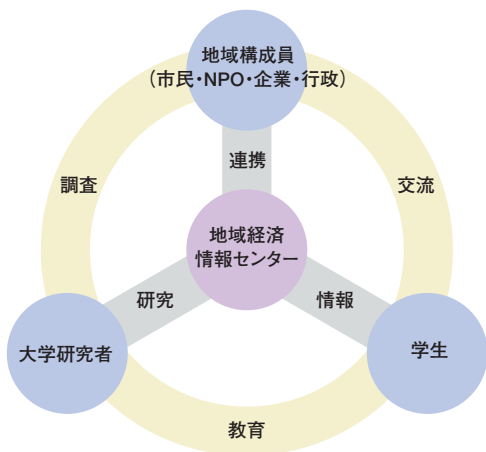 地域構成員
（市民・NPO・企業・行政）
連携
調査
交流
地域経済
情報センター
研究
情報
大学研究者
学生
教育